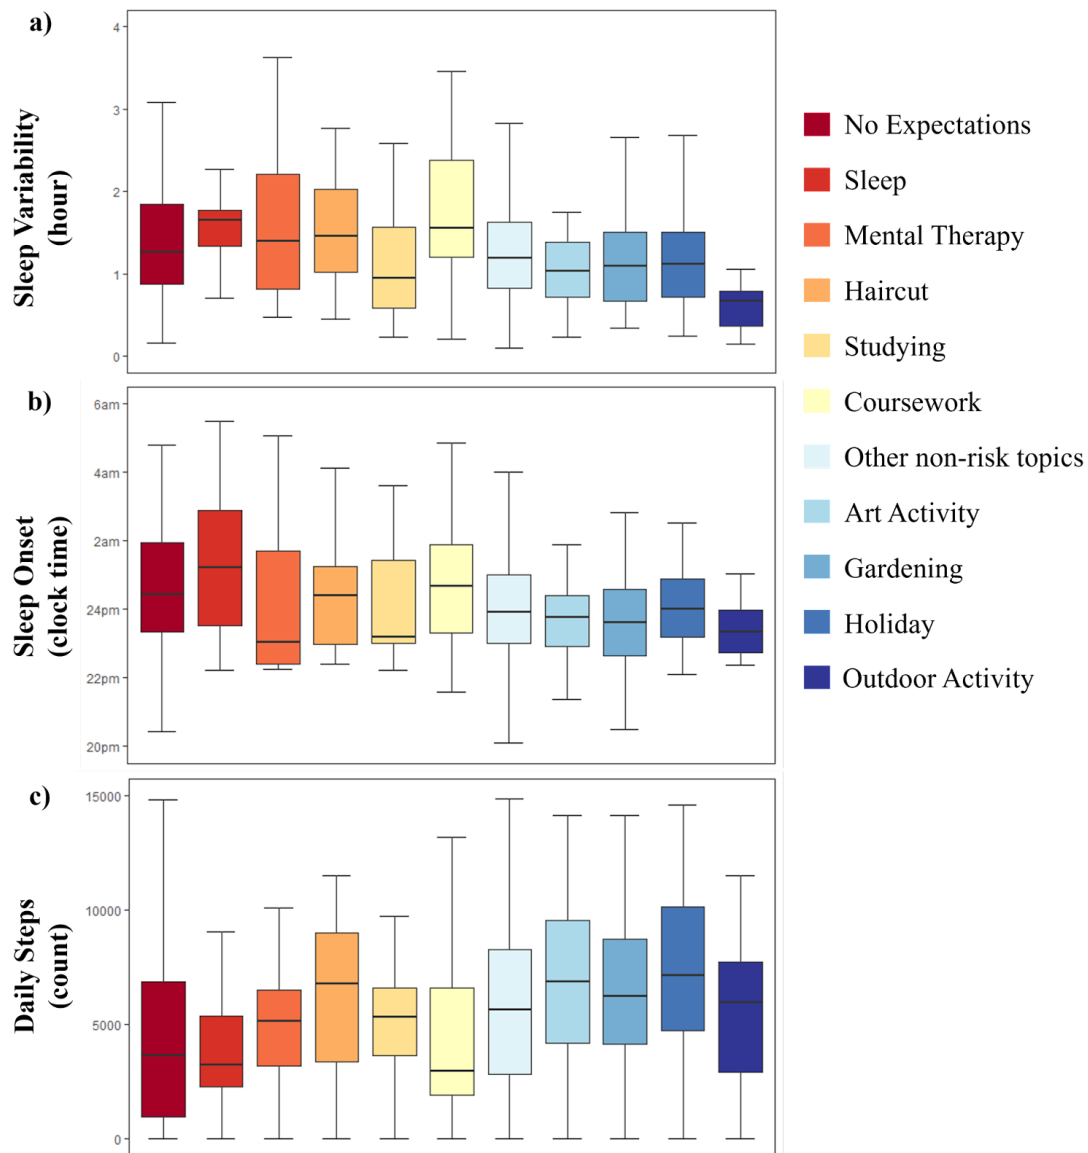 a)
Sleep Variability
(hour)
4
3
2
1
0
b)
Sleep Onset
(clock time)
6am
4am
2am
24pm
22pm
20pm
c)
Daily Steps
(count)
15000
10000
5000
0
No Expectations
Sleep
Mental Therapy
Haircut
Studying
Coursework
Other non-risk topics
Art Activity
Gardening
Holiday
Outdoor Activity